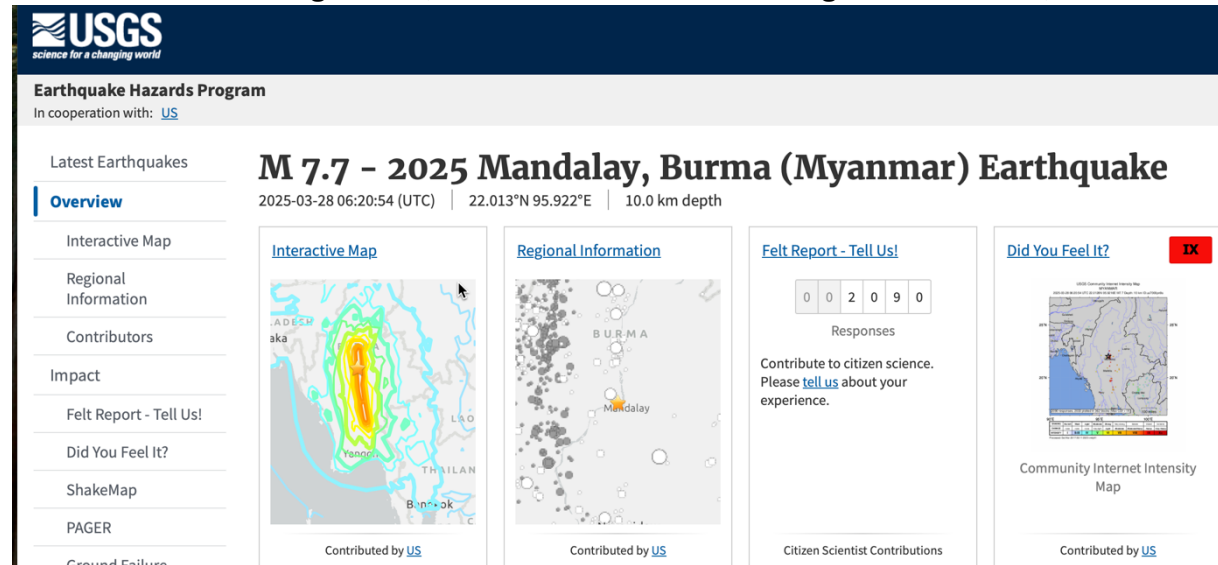 USGS
science for a changing world
Earthquake Hazards Program
In cooperation with: US
Latest Earthquakes
Overview
Interactive Map
Regional
Information
Contributors
Impact
Felt Report - Tell Us!
Did You Feel It?
ShakeMap
PAGER
Ground Failure
M 7.7 - 2025 Mandalay, Burma (Myanmar) Earthquake
2025-03-28 06:20:54 (UTC) 22.013°N 95.922°E 10.0 km depth
Interactive Map
LAO
THAILAN
Contributed by US
Regional Information
BURMA
Mandalay
Contributed by US
Felt Report - Tell Us!
0 0 2 0 9 0
Responses
Contribute to citizen science.
Please tell us about your
experience.
Citizen Scientist Contributions
Did You Feel It? IX
Community Internet Intensity
Map
Contributed by US